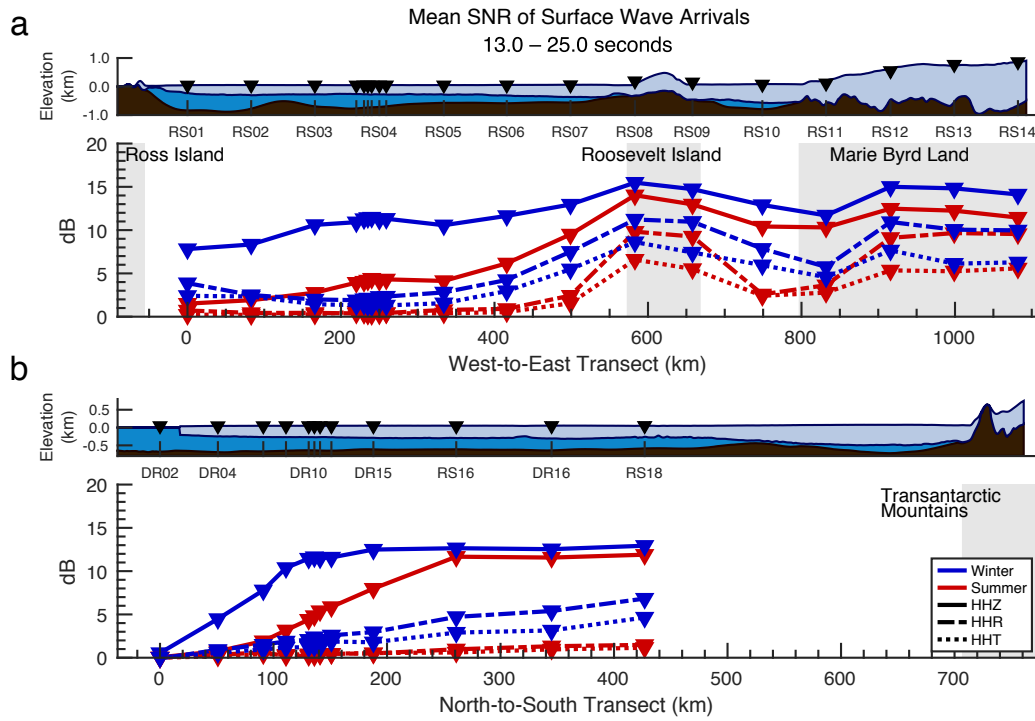 a
Mean SNR of Surface Wave Arrivals
13.0 – 25.0 seconds
Elevation
(km)
1.0
0.0
-1.0
RS01 RS02 RS03 RS04 RS05 RS06 RS07 RS08 RS09 RS10 RS11 RS12 RS13 RS14
Ross Island Roosevelt Island Marie Byrd Land
dB
20
15
10
5
0
0 200 400 600 800 1000
West-to-East Transect (km)
b
Elevation
(km)
0.5
0.0
-0.5
DR02 DR04 DR10 DR15 RS16 DR16 RS18
Transantarctic
Mountains
dB
20
15
10
5
0
Winter
Summer
HHZ
HHR
HHT
0 100 200 300 400 500 600 700
North-to-South Transect (km)